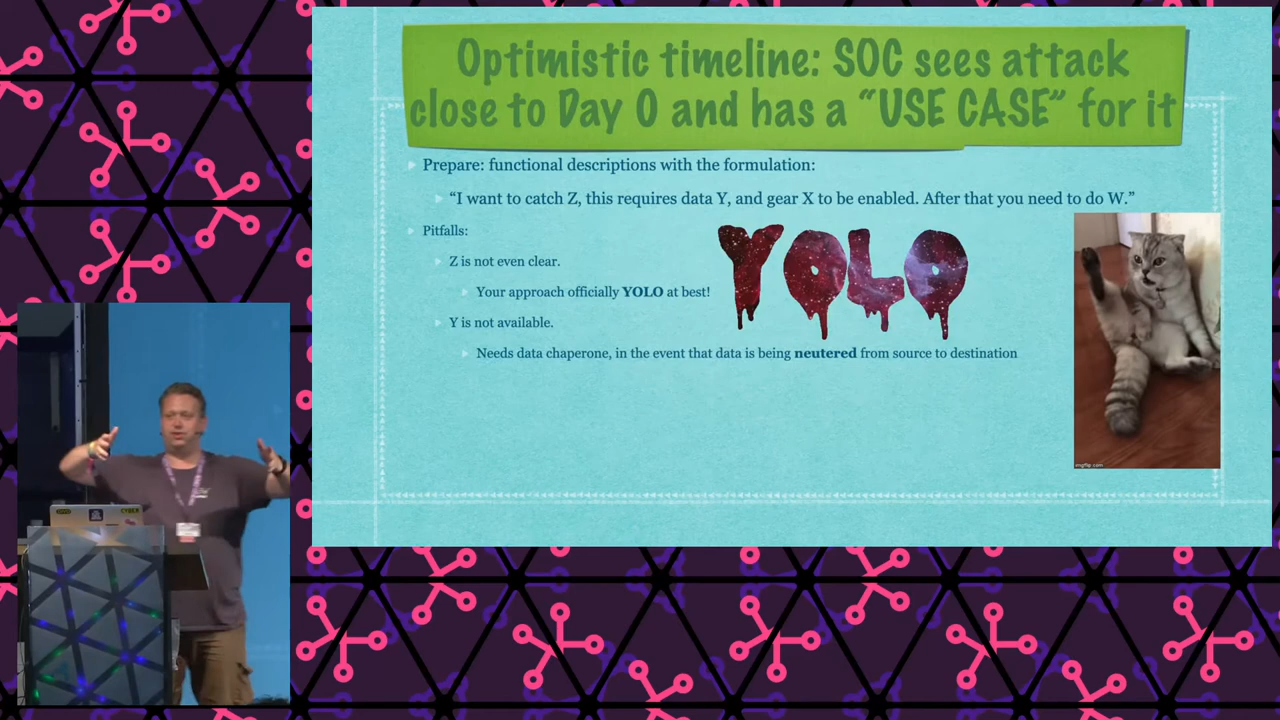 Optimistic timeline: SOC sees attack
close to Day 0 and has a “USE CASE” for it
Prepare: functional descriptions with the formulation:
“I want to catch Z, this requires data Y, and gear X to be enabled. After that you need to do W.”
Pitfalls:
Z is not even clear.
Your approach officially YOLO at best!
Y is not available.
Needs data chaperone, in the event that data is being neutered from source to destination
YOLO
imgflip.com
CYBER